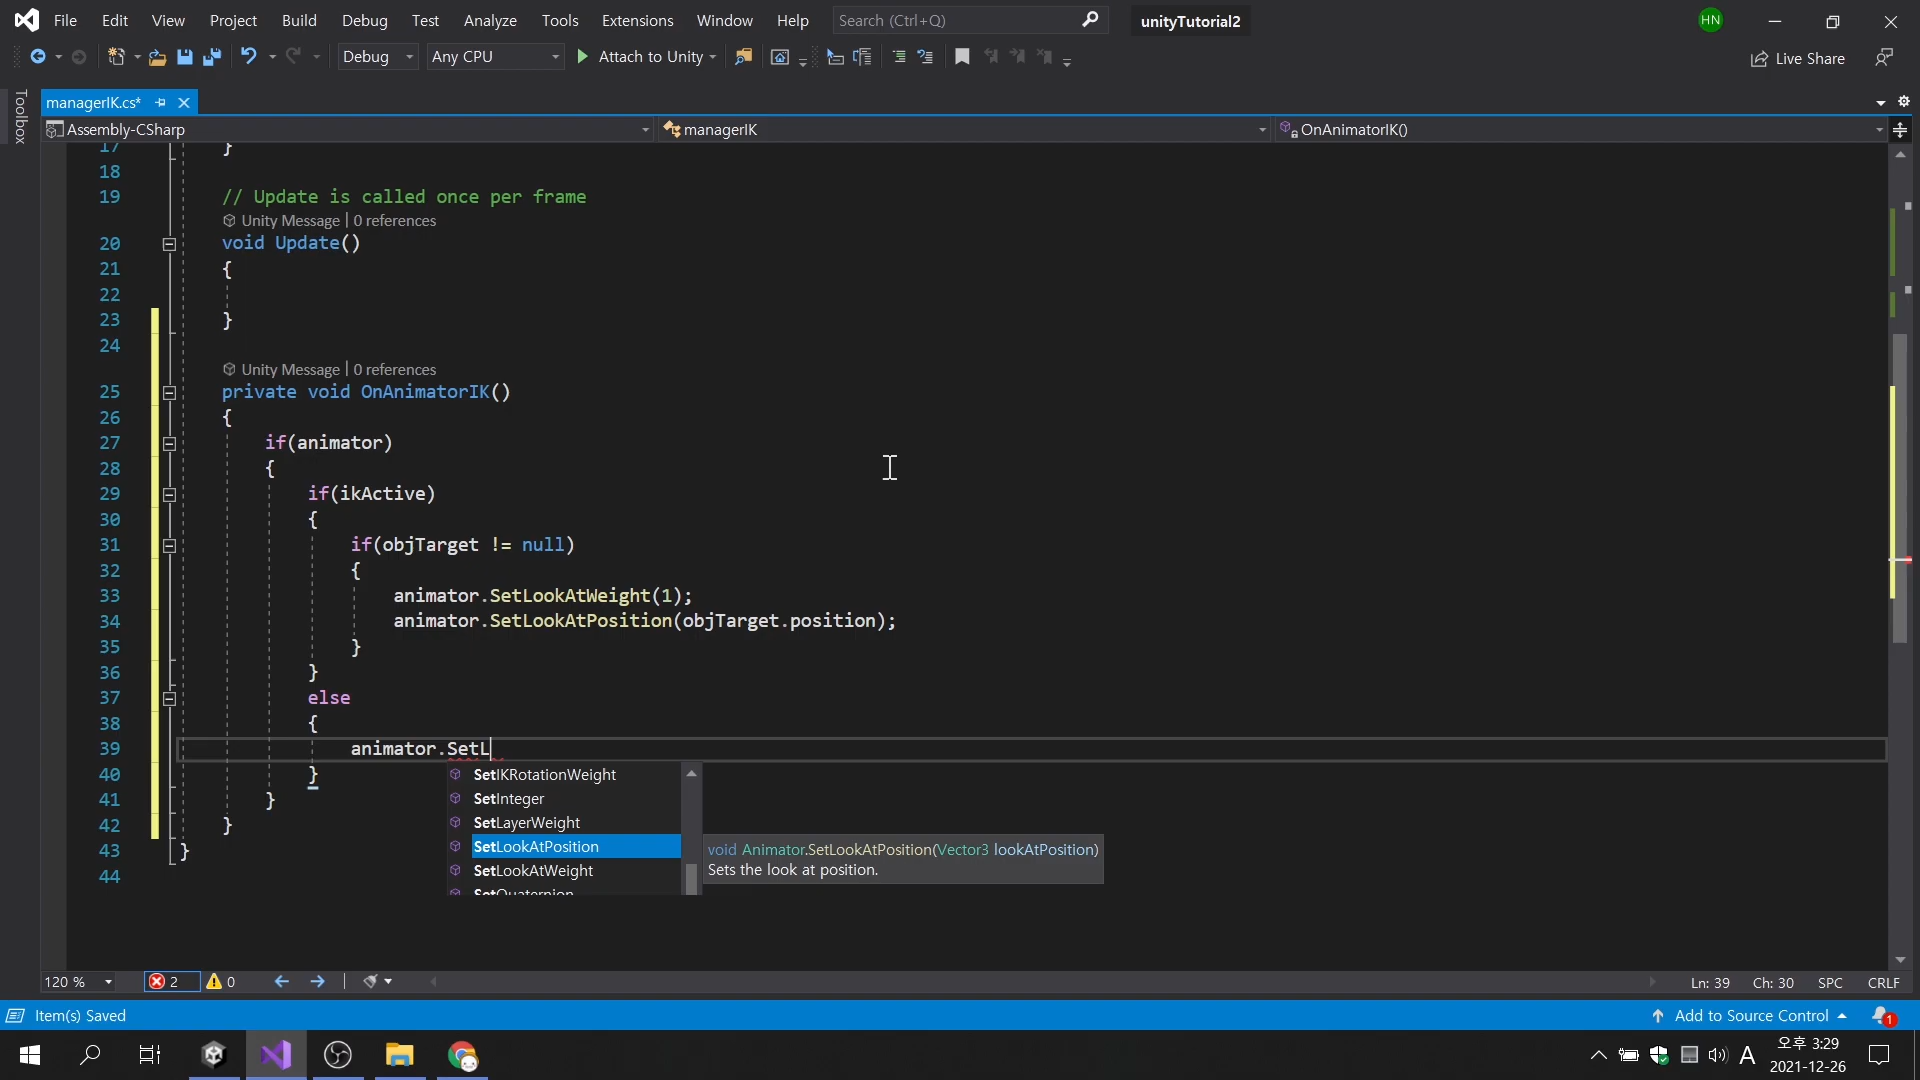 File Edit View Project Build Debug Test Analyze Tools Extensions Window Help Search (Ctrl+Q) unityTutorial2 HN
Debug Any CPU Attach to Unity Live Share
Toolbox
managerIK.cs*
Assembly-CSharp managerIK OnAnimatorIK()
17 }
18
19 // Update is called once per frame
Unity Message | 0 references
20 void Update()
21 {
22
23 }
24
Unity Message | 0 references
25 private void OnAnimatorIK()
26 {
27 if(animator)
28 {
29 if(ikActive)
30 {
31 if(objTarget != null)
32 {
33 animator.SetLookAtWeight(1);
34 animator.SetLookAtPosition(objTarget.position);
35 }
36 }
37 else
38 {
39 animator.SetL
40 }
41 }
42 }
43 }
44
SetIKRotationWeight
SetInteger
SetLayerWeight
SetLookAtPosition
SetLookAtWeight
SetQuaternion
void Animator.SetLookAtPosition(Vector3 lookAtPosition)
Sets the look at position.
120 % 2 0 Ln: 39 Ch: 30 SPC CRLF
Item(s) Saved Add to Source Control 1
A 오후 3:29
2021-12-26